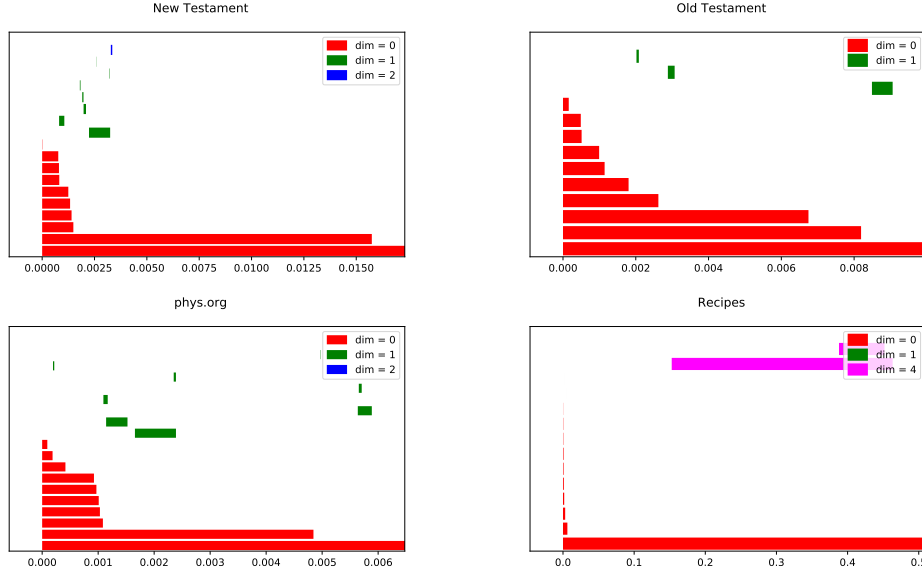 New Testament
dim = 0
dim = 1
dim = 2
0.0000 0.0025 0.0050 0.0075 0.0100 0.0125 0.0150
Old Testament
dim = 0
dim = 1
0.000 0.002 0.004 0.006 0.008
phys.org
dim = 0
dim = 1
dim = 2
0.000 0.001 0.002 0.003 0.004 0.005 0.006
Recipes
dim = 0
dim = 1
dim = 4
0.0 0.1 0.2 0.3 0.4